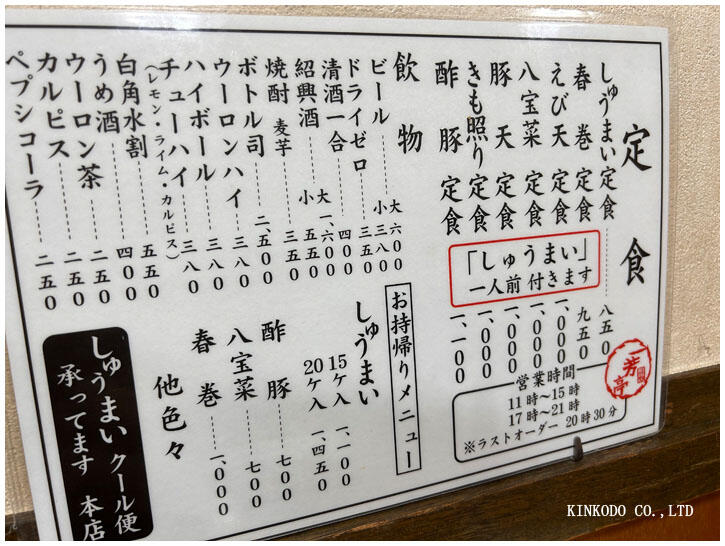 定食
しゅうまい定食 八五〇
春巻定食 九五〇
えび天定食 一、〇〇〇
八宝菜定食 一、〇〇〇
豚天定食 一、〇〇〇
きも照り定食 一、〇〇〇
酢豚定食 一、一〇〇
「しゅうまい」
一人前 付きます
一芳亭
営業時間
11時〜15時
17時〜21時
※ラストオーダー 20時30分
飲物
ビール 大 六〇〇
小 三八〇
ドライゼロ 三五〇
清酒一合 四〇〇
紹興酒 大 一、六〇〇
小 五五〇
焼酎 麦芋 三五〇
ボトル司 二、五〇〇
ウーロンハイ 三八〇
ハイボール 三八〇
チューハイ 三八〇
(レモン・ライム・カルピス)
白角水割 五五〇
うめ酒 四〇〇
ウーロン茶 二五〇
カルピス 二五〇
ペプシコーラ 二五〇
お持帰りメニュー
しゅうまい
15ケ入 一、一〇〇
20ケ入 一、四五〇
酢豚 七〇〇
八宝菜 七〇〇
春巻 一、〇〇〇
他色々
しゅうまい クール便
承ってます 本店
KINKODO CO.,LTD